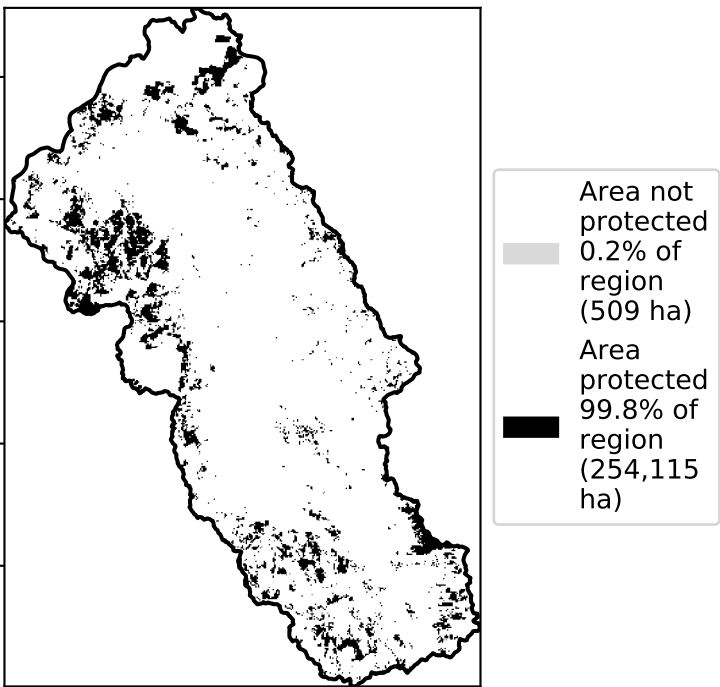 Area not
protected
0.2% of
region
(509 ha)
Area
protected
99.8% of
region
(254,115
ha)